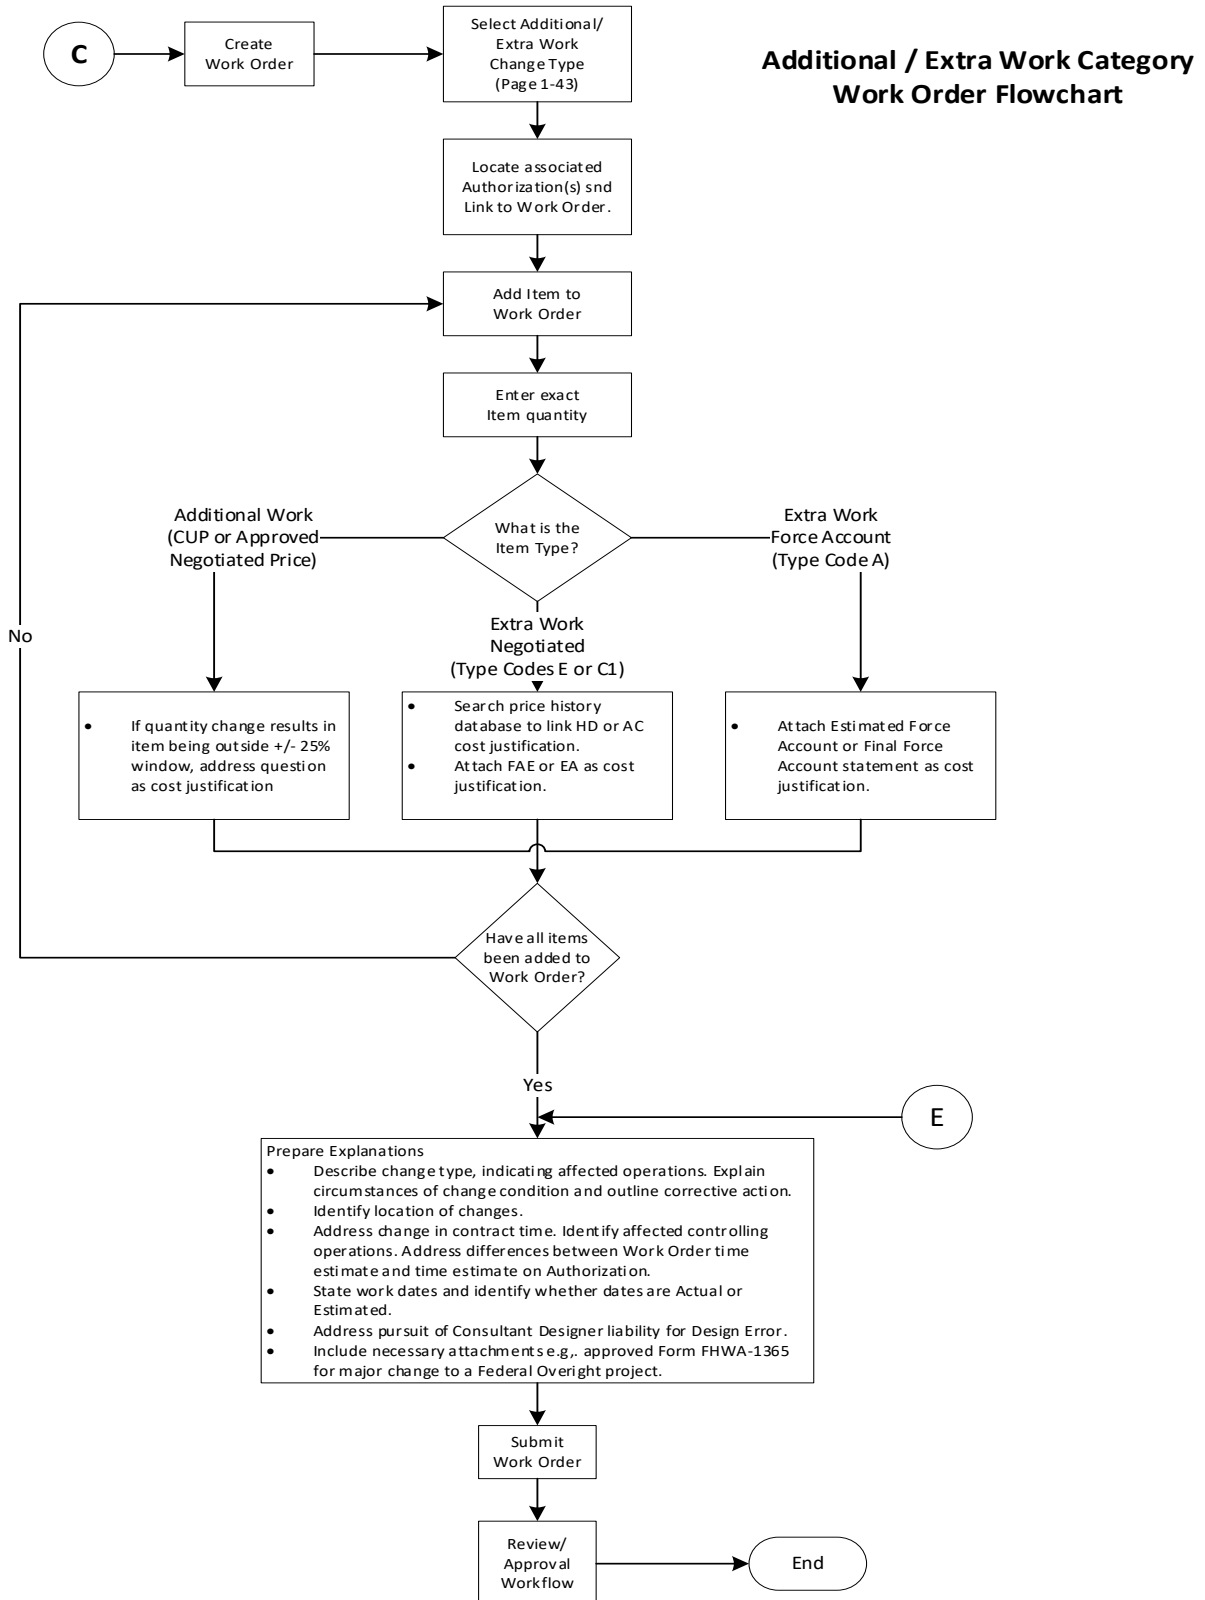 C
Create
Work Order
Select Additional/
Extra Work
Change Type
(Page 1-43)
Additional / Extra Work Category
Work Order Flowchart
Locate associated
Authorization(s) snd
Link to Work Order.
Add Item to
Work Order
Enter exact
Item quantity
What is the
Item Type?
Additional Work
(CUP or Approved
Negotiated Price)
Extra Work
Force Account
(Type Code A)
Extra Work
Negotiated
(Type Codes E or C1)
No
• If quantity change results in
item being outside +/- 25%
window, address question
as cost justification
• Search price history
database to link HD or AC
cost justification.
• Attach FAE or EA as cost
justification.
• Attach Estimated Force
Account or Final Force
Account statement as cost
justification.
Have all items
been added to
Work Order?
Yes
E
Prepare Explanations
• Describe change type, indicating affected operations. Explain
circumstances of change condition and outline corrective action.
• Identify location of changes.
• Address change in contract time. Identify affected controlling
operations. Address differences between Work Order time
estimate and time estimate on Authorization.
• State work dates and identify whether dates are Actual or
Estimated.
• Address pursuit of Consultant Designer liability for Design Error.
• Include necessary attachments e.g,. approved Form FHWA-1365
for major change to a Federal Overight project.
Submit
Work Order
Review/
Approval
Workflow
End